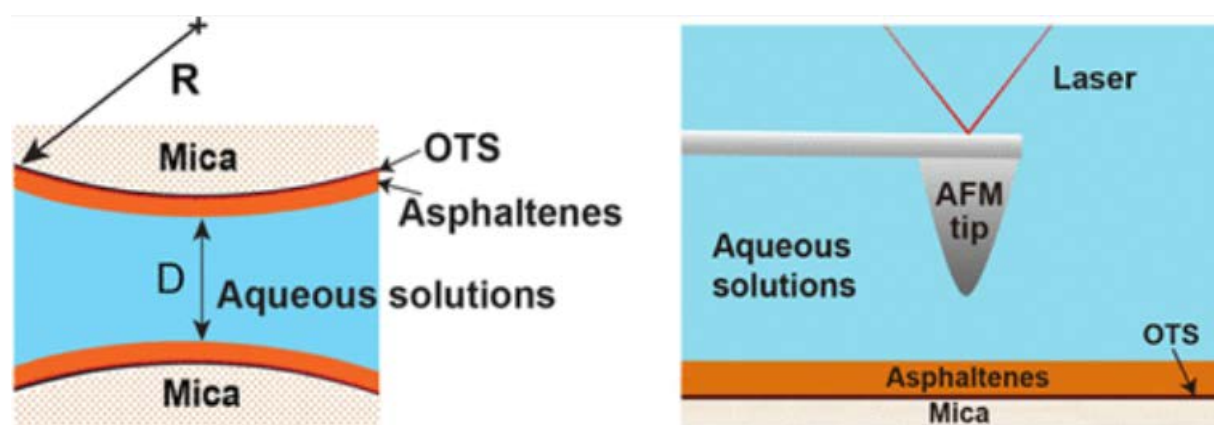 R
Mica
OTS
Asphaltenes
D
Aqueous solutions
Mica
Laser
AFM
tip
Aqueous
solutions
OTS
Asphaltenes
Mica